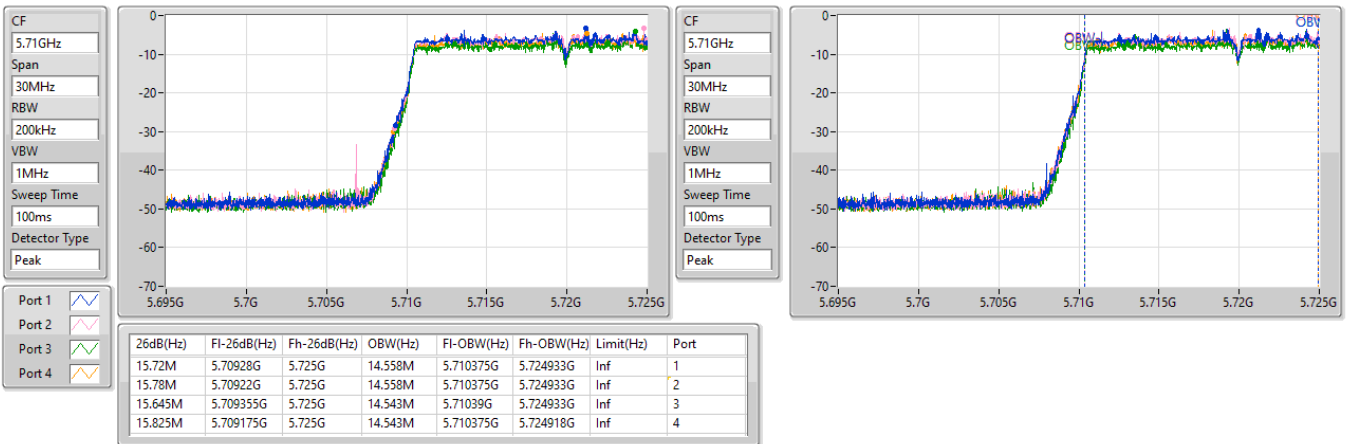 CF
5.71GHz
Span
30MHz
RBW
200kHz
VBW
1MHz
Sweep Time
100ms
Detector Type
Peak
Port 1
Port 2
Port 3
Port 4
0
-10
-20
-30
-40
-50
-60
-70
5.695G 5.7G 5.705G 5.71G 5.715G 5.72G 5.725G
CF
5.71GHz
Span
30MHz
RBW
200kHz
VBW
1MHz
Sweep Time
100ms
Detector Type
Peak
0
-10
-20
-30
-40
-50
-60
-70
OBW
OBW
OBW
5.695G 5.7G 5.705G 5.71G 5.715G 5.72G 5.725G
26dB(Hz) Fl-26dB(Hz) Fh-26dB(Hz) OBW(Hz) Fl-OBW(Hz) Fh-OBW(Hz) Limit(Hz) Port
15.72M 5.70928G 5.725G 14.558M 5.710375G 5.724933G Inf 1
15.78M 5.70922G 5.725G 14.558M 5.710375G 5.724933G Inf 2
15.645M 5.709355G 5.725G 14.543M 5.71039G 5.724933G Inf 3
15.825M 5.709175G 5.725G 14.543M 5.710375G 5.724918G Inf 4